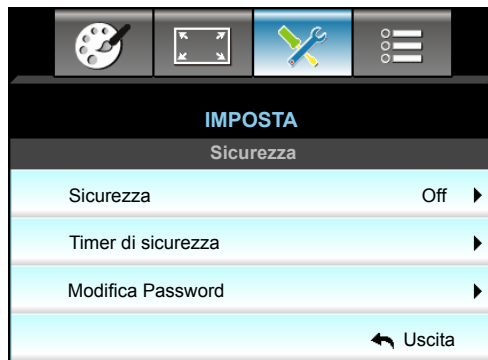 IMPOSTA
Sicurezza
Sicurezza Off
Timer di sicurezza
Modifica Password
Uscita